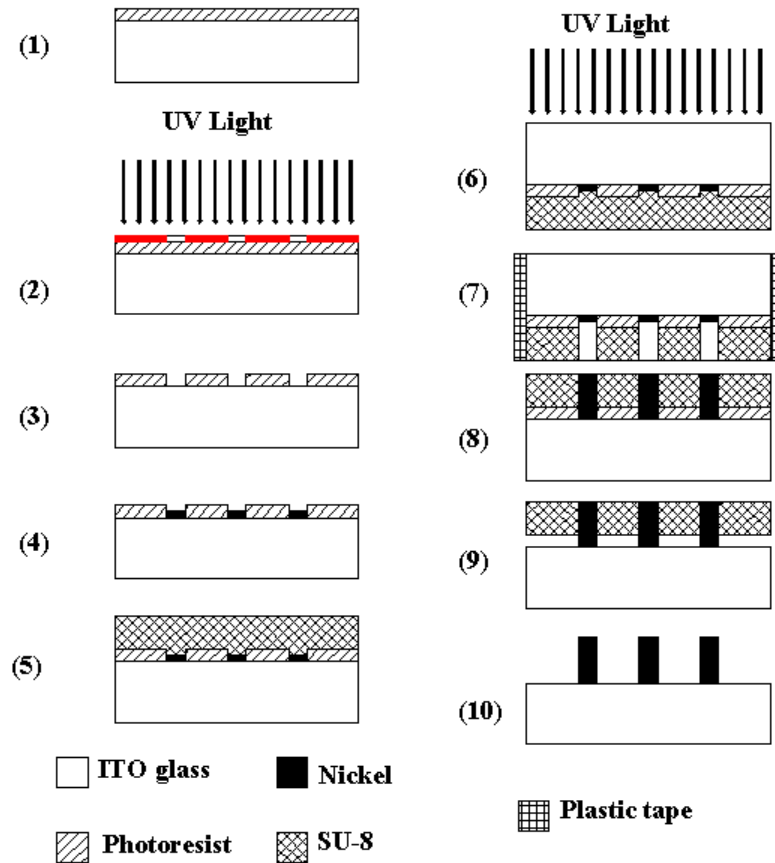 (1)
UV Light
(2)
(3)
(4)
(5)
UV Light
(6)
(7)
(8)
(9)
(10)
ITO glass
Nickel
Plastic tape
Photoresist
SU-8